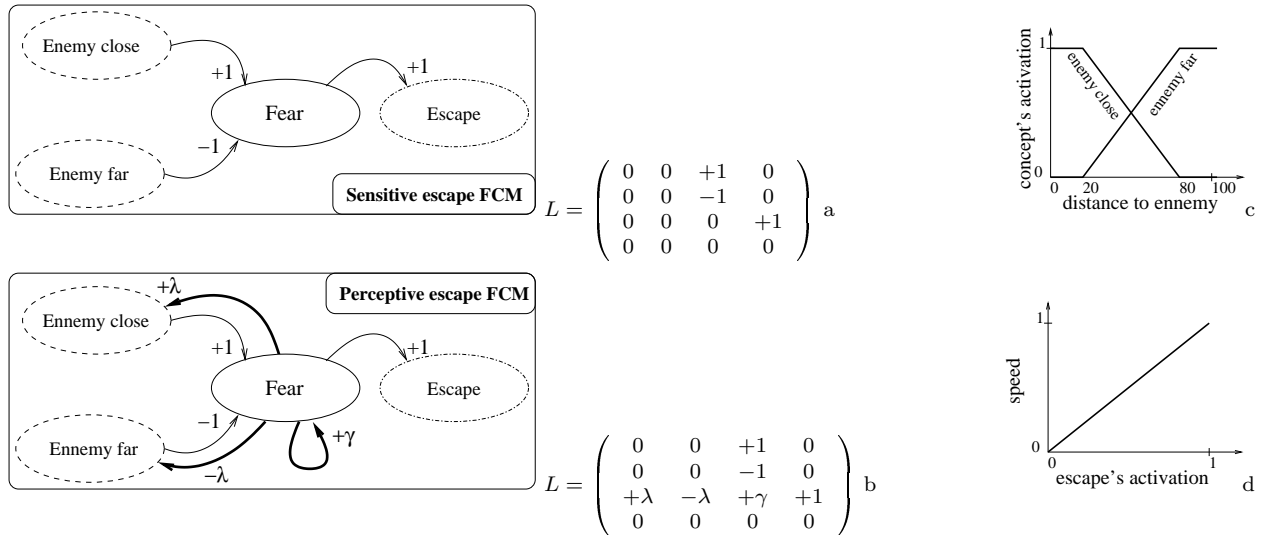 Enemy close
+1
+1
Fear
Escape
−1
Enemy far
Sensitive escape FCM
L =
0 0 +1 0
0 0 −1 0
0 0 0 +1
0 0 0 0
a
concept's activation
1
enemy close
ennemy far
0
0 20 80 100
distance to ennemy
c
+λ
Perceptive escape FCM
Ennemy close
+1
+1
Fear
Escape
−1
Ennemy far
+γ
−λ
L =
0 0 +1 0
0 0 −1 0
+λ −λ +γ +1
0 0 0 0
b
speed
1
0
0 1
escape's activation
d